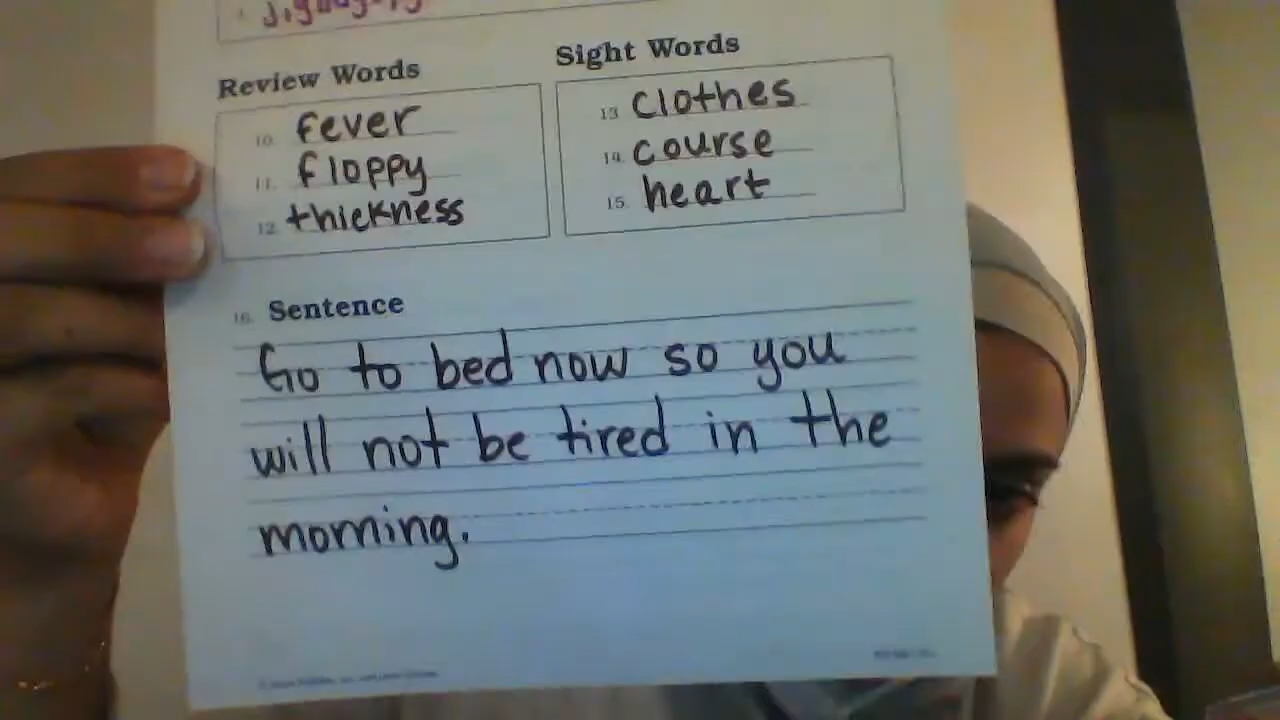 Review Words
10. fever
11. floppy
12. thickness
Sight Words
13. clothes
14. course
15. heart
16. Sentence
Go to bed now so you
will not be tired in the
morning.